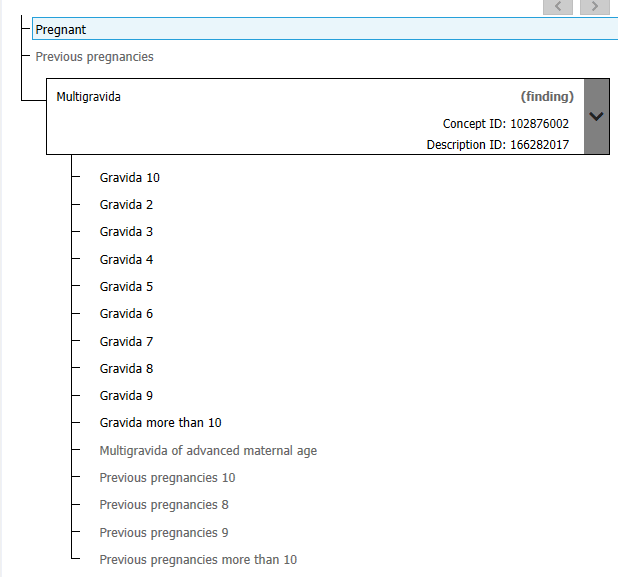 Pregnant
Previous pregnancies
Multigravida (finding)
Concept ID: 102876002
Description ID: 166282017
Gravida 10
Gravida 2
Gravida 3
Gravida 4
Gravida 5
Gravida 6
Gravida 7
Gravida 8
Gravida 9
Gravida more than 10
Multigravida of advanced maternal age
Previous pregnancies 10
Previous pregnancies 8
Previous pregnancies 9
Previous pregnancies more than 10